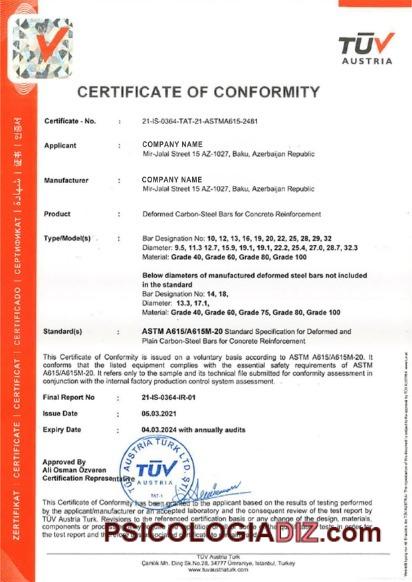 TÜV
AUSTRIA
CERTIFICATE OF CONFORMITY
Certificate - No. : 21-IS-0364-TAT-21-ASTMA615-2481
Applicant : COMPANY NAME
Mir-Jalal Street 15 AZ-1027, Baku, Azerbaijan Republic
Manufacturer : COMPANY NAME
Mir-Jalal Street 15 AZ-1027, Baku, Azerbaijan Republic
Product : Deformed Carbon-Steel Bars for Concrete Reinforcement
Type/Model(s) : Bar Designation No: 10, 12, 13, 16, 19, 20, 22, 25, 28, 29, 32
Diameter: 9.5, 11.3 12.7, 15.9, 19.1, 19.1, 22.2, 25.4, 27.0, 28.7, 32.3
Material: Grade 40, Grade 60, Grade 80, Grade 100
Below diameters of manufactured deformed steel bars not included
in the standard
Bar Designation No: 14, 18,
Diameter: 13.3, 17.1,
Material: Grade 40, Grade 60, Grade 75, Grade 80, Grade 100
Standard(s) : ASTM A615/A615M-20 Standard Specification for Deformed and
Plain Carbon-Steel Bars for Concrete Reinforcement
This Certificate of Conformity is issued on a voluntary basis according to ASTM A615/A615M-20. It
conforms that the listed equipment complies with the essential safety requirements of ASTM
A615/A615M-20. It refers only to the sample and its technical file submitted for conformity assessment in
conjunction with the internal factory production control system assessment.
Final Report No : 21-IS-0364-IR-01
Issue Date : 05.03.2021
Expiry Date : 04.03.2024 with annually audits
Approved By
Ali Osman Özveren
Certification Representative
TÜV AUSTRIA TURK LTD. ŞTİ.
TÜV
AUSTRIA
TAT-1
This Certificate of Conformity has been granted to the applicant based on the results of testing performed
by the applicant/manufacturer or an accepted laboratory and the consequent review of the test report by
TÜV Austria Turk. Revisions to the referenced certification basis or any change of the design, materials,
components or pro
the test report and the
PSICOLOGIADIZ.com
TÜV Austria Turk
Çamlık Mh. Ding Sk.No.28, 34777 Ümraniye, Istanbul, Turkey
www.tuvaustriaturk.com
ZERTIFIKAT | CERTIFICATE | CERTIFICAT | CERTIFICADO | СЕРТИФИКАТ | شهادة | 証書 | 인증서